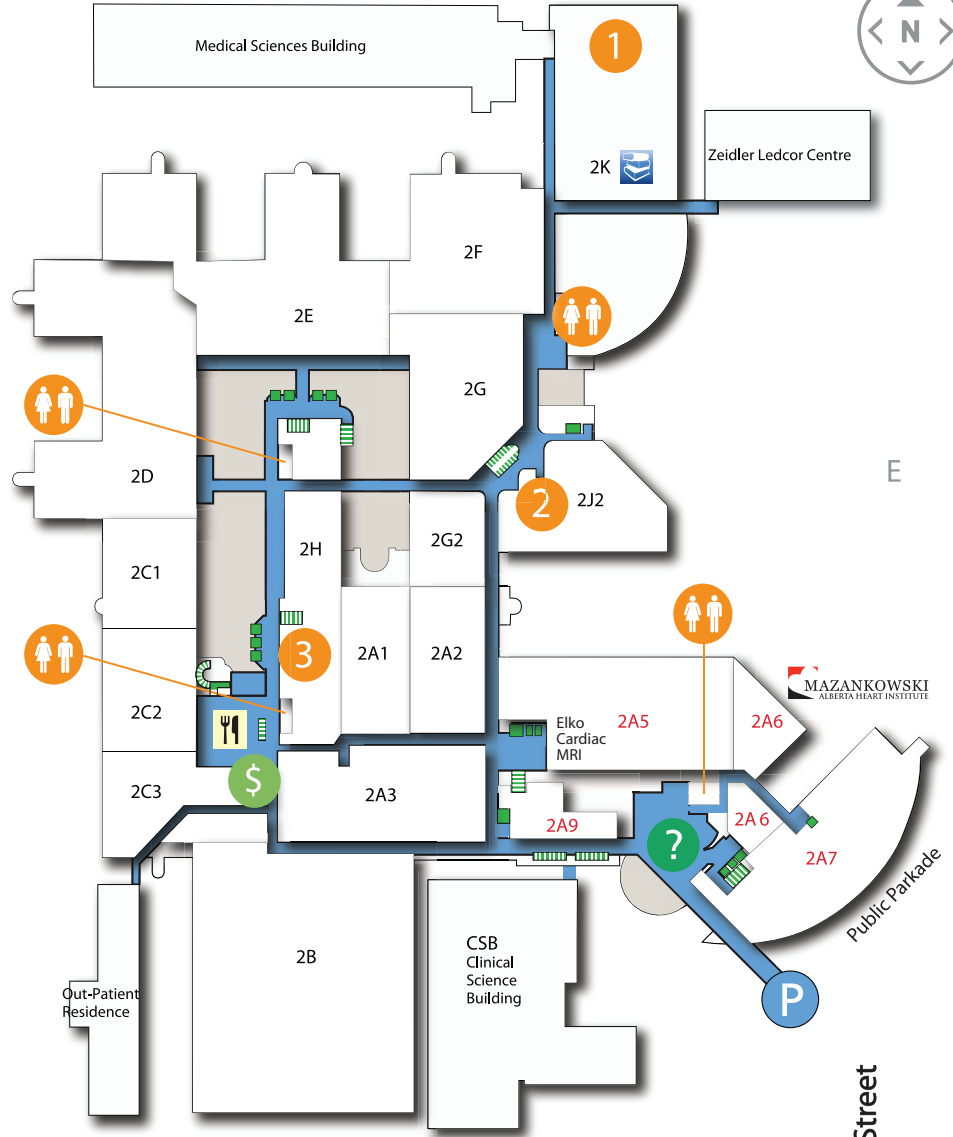 Medical Sciences Building
1
N
2K
Zeidler Ledcor Centre
2F
2E
2G
2D
2
2J2
E
2H
2G2
2C1
3
2A1
2A2
MAZANKOWSKI
ALBERTA HEART INSTITUTE
2C2
Elko
Cardiac
MRI
2A5
2A6
2C3
$
2A3
2A9
?
2A6
2A7
Public Parkade
2B
CSB
Clinical
Science
Building
Out-Patient
Residence
P
Street